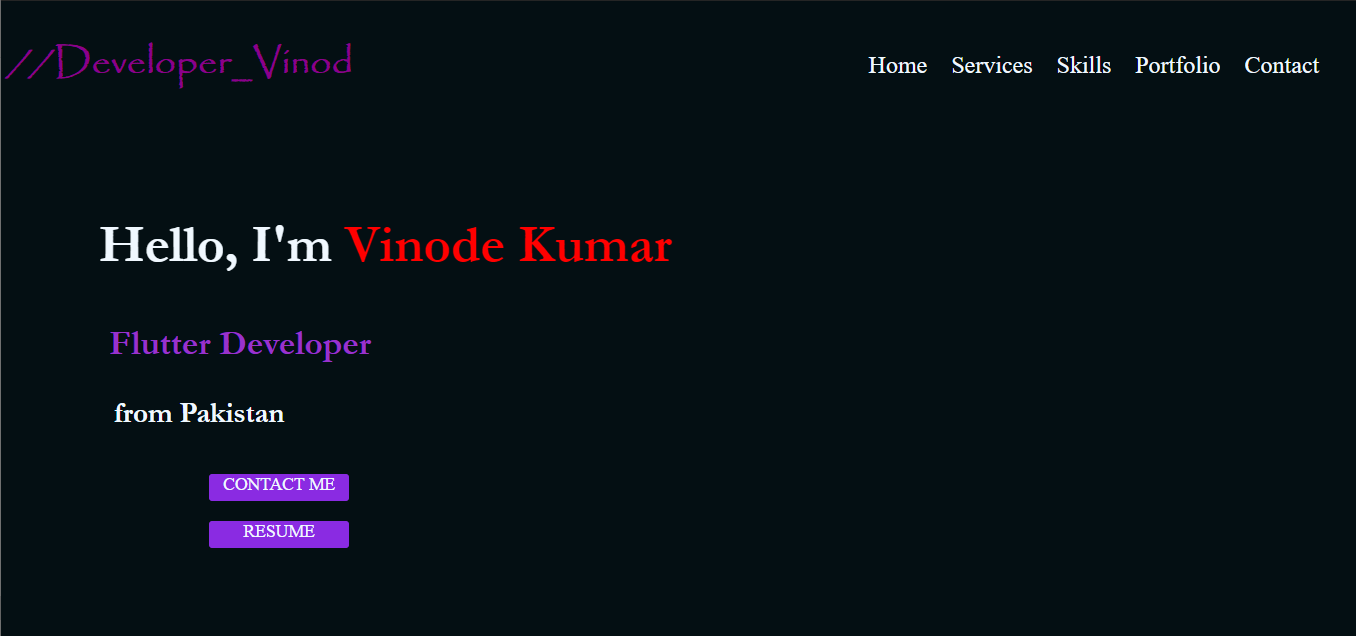 //Developer_Vinod
Home Services Skills Portfolio Contact
Hello, I'm Vinode Kumar
Flutter Developer
from Pakistan
CONTACT ME
RESUME